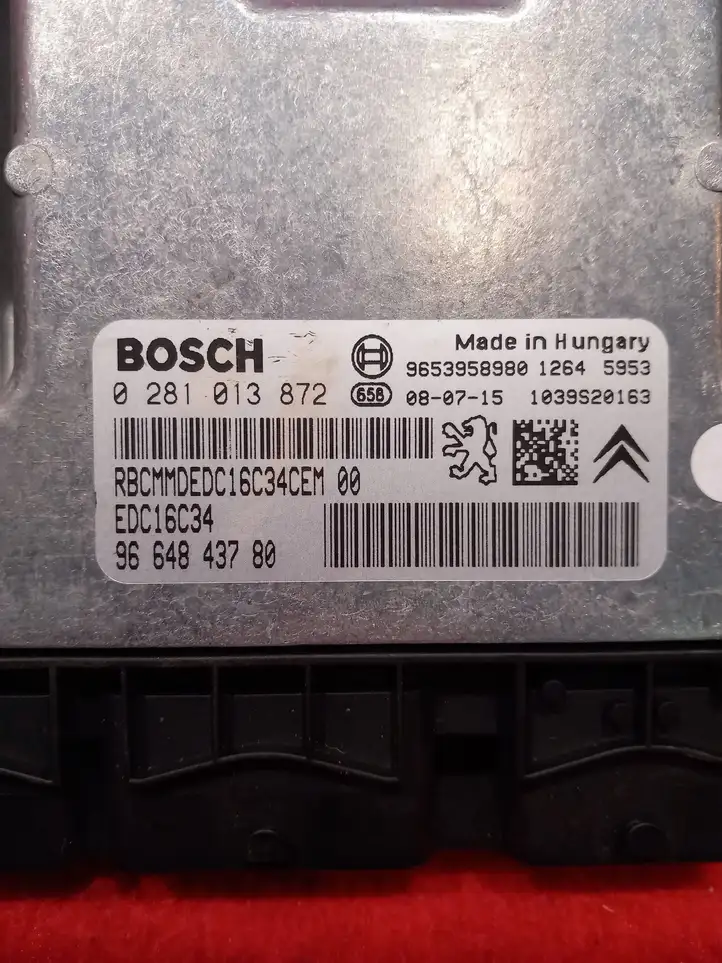 BOSCH
Made in Hungary
9653958980 1264 5953
0 281 013 872
658
08-07-15 1039S20163
RBCMMDEDC16C34CEM 00
EDC16C34
96 648 437 80